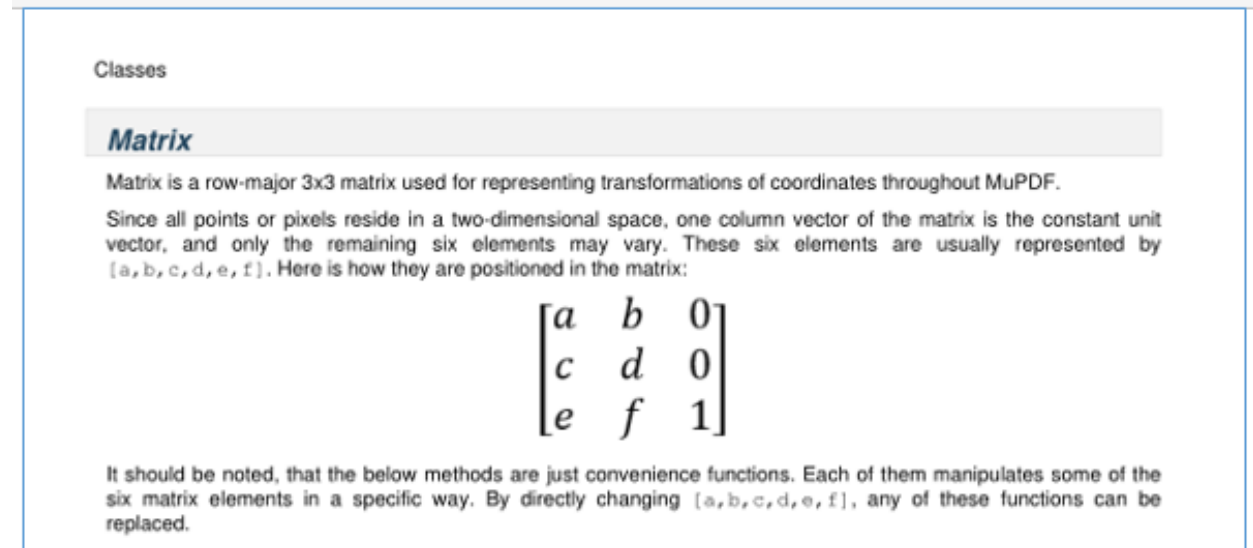 Classes
Matrix
Matrix is a row-major 3x3 matrix used for representing transformations of coordinates throughout MuPDF.
Since all points or pixels reside in a two-dimensional space, one column vector of the matrix is the constant unit
vector, and only the remaining six elements may vary. These six elements are usually represented by
[a,b,c,d,e,f]. Here is how they are positioned in the matrix:
a b 0
c d 0
e f 1
It should be noted, that the below methods are just convenience functions. Each of them manipulates some of the
six matrix elements in a specific way. By directly changing [a,b,c,d,e,f], any of these functions can be
replaced.